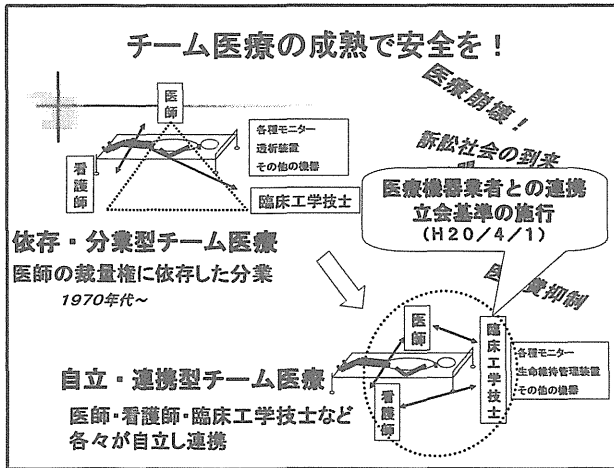 チーム医療の成熟で安全を！
医療崩壊！
医師
各種モニター
透析装置
その他の機器
看護師
臨床工学技士
訴訟社会の到来
医療機器業者との連携
立会基準の施行
(H20/4/1)
依存・分業型チーム医療
医師の裁量権に依存した分業
1970年代～
費抑制
医師
臨床工学技士
各種モニター
生命維持管理装置
その他の機器
看護師
自立・連携型チーム医療
医師・看護師・臨床工学技士など
各々が自立し連携